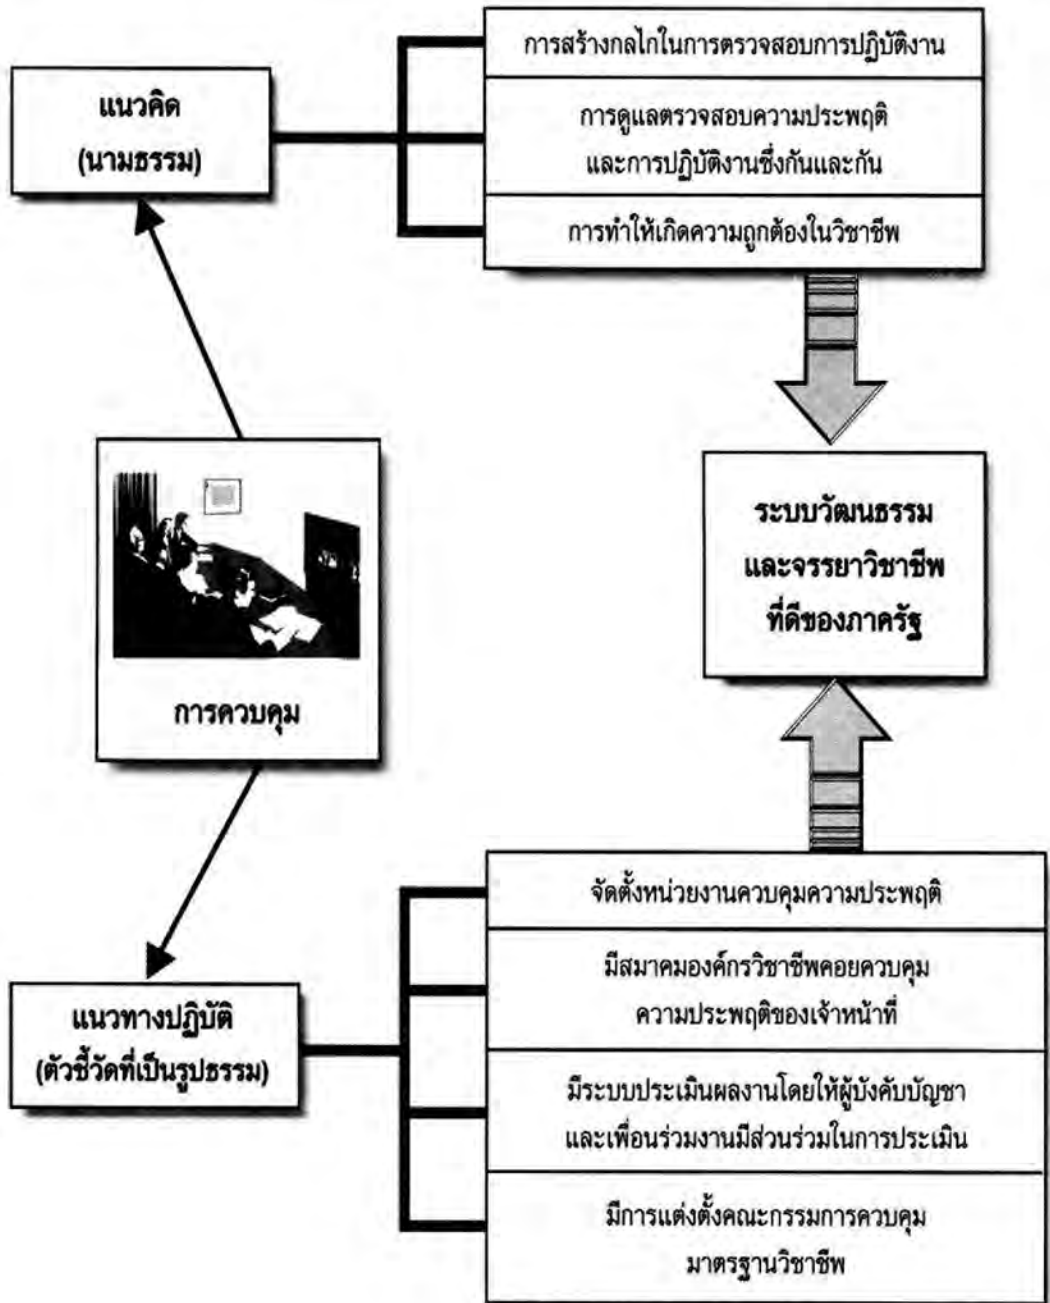 การสร้างกลไกในการตรวจสอบการปฏิบัติงาน
แนวคิด
(นามธรรม)
การดูแลตรวจสอบความประพฤติ
และการปฏิบัติงานซึ่งกันและกัน
การทำให้เกิดความถูกต้องในวิชาชีพ
ระบบวัฒนธรรม
และจรรยาวิชาชีพ
ที่ดีของภาครัฐ
การควบคุม
จัดตั้งหน่วยงานควบคุมความประพฤติ
มีสมาคมองค์กรวิชาชีพคอยควบคุม
ความประพฤติของเจ้าหน้าที่
แนวทางปฏิบัติ
(ตัวชี้วัดที่เป็นรูปธรรม)
มีระบบประเมินผลงานโดยให้ผู้บังคับบัญชา
และเพื่อนร่วมงานมีส่วนร่วมในการประเมิน
มีการแต่งตั้งคณะกรรมการควบคุม
มาตรฐานวิชาชีพ